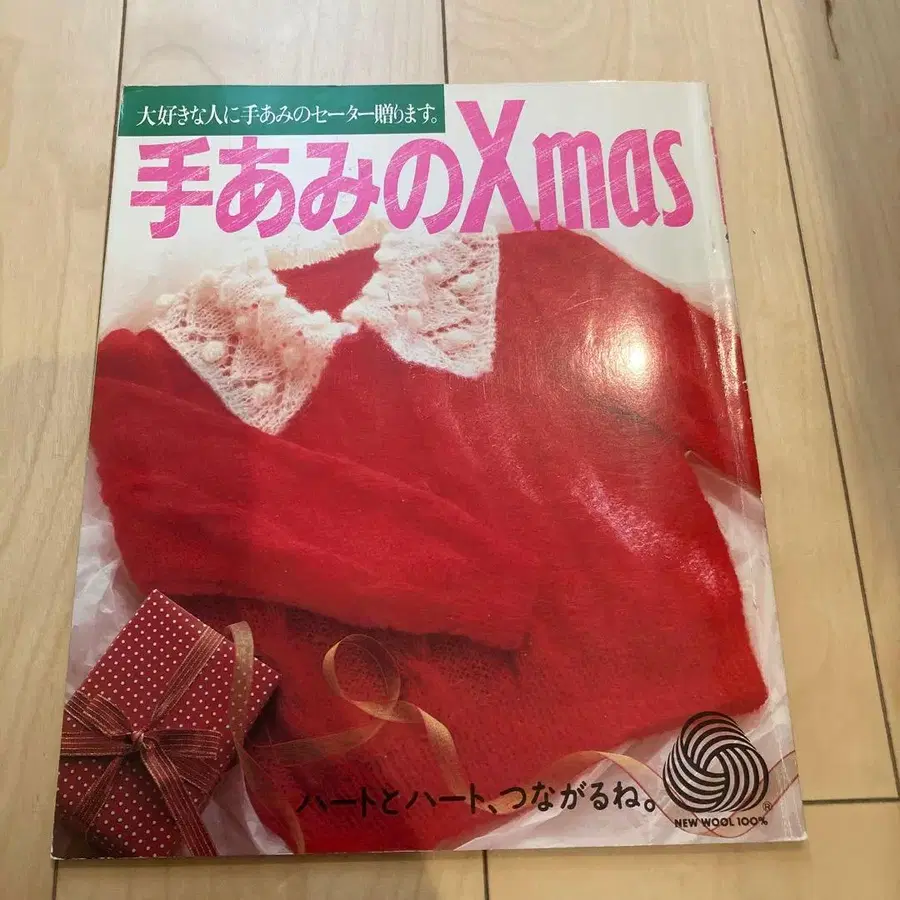 大好きな人に手あみのセーター贈ります。
手あみのXmas
ハートとハート、つながるね。
®
NEW WOOL 100%